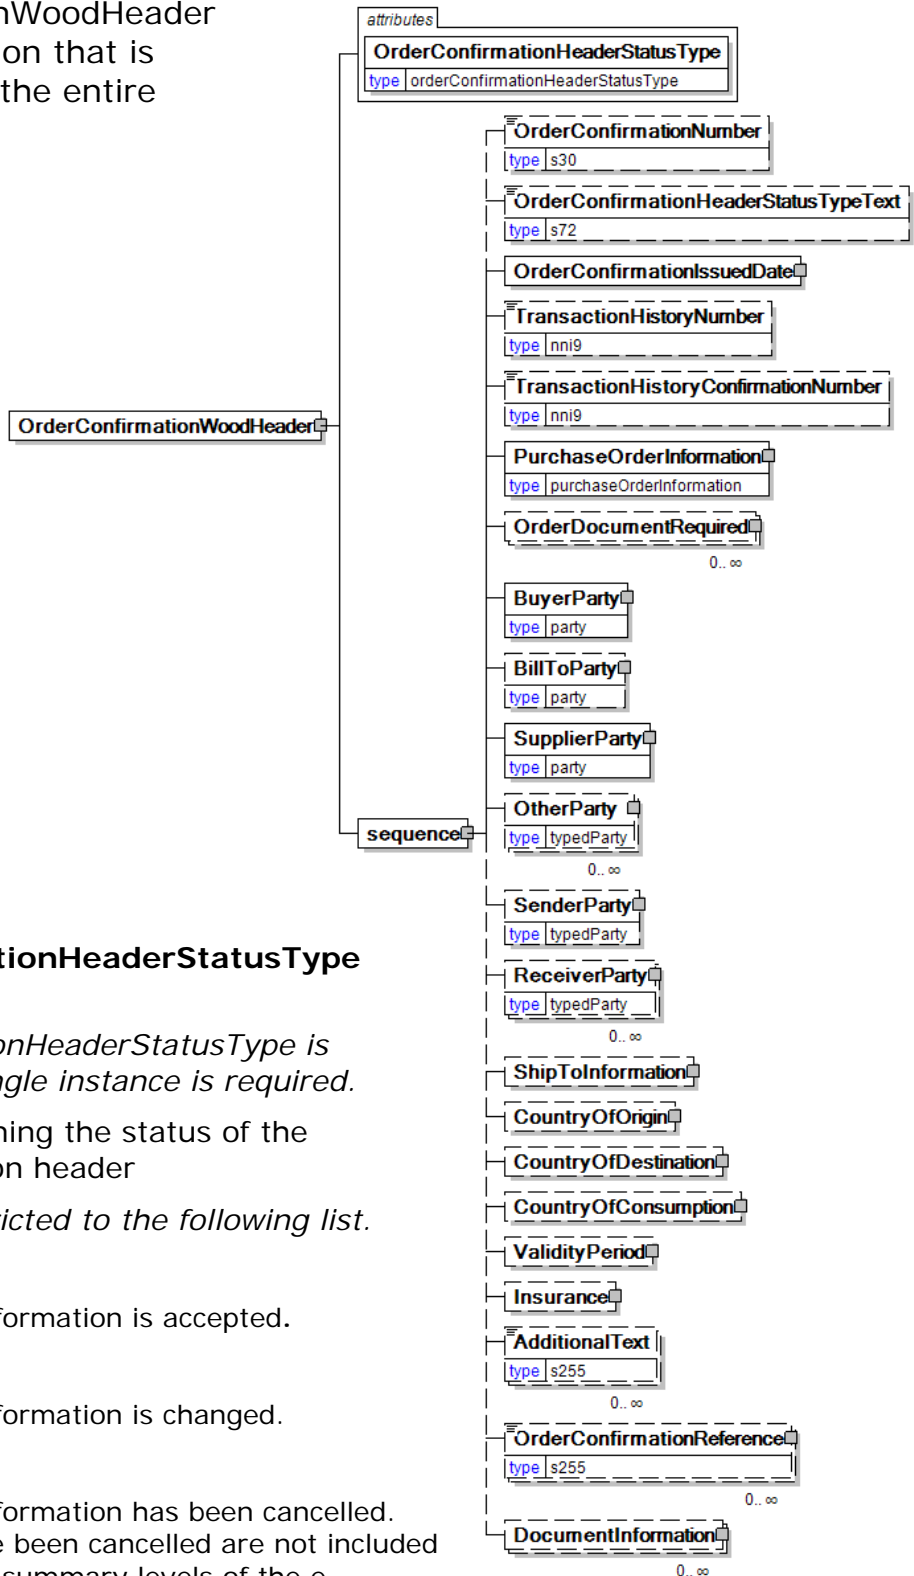 nWoodHeader
on that is
the entire
attributes
OrderConfirmationHeaderStatusType
type orderConfirmationHeaderStatusType
OrderConfirmationNumber
type s30
OrderConfirmationHeaderStatusTypeText
type s72
OrderConfirmationIssuedDate
TransactionHistoryNumber
type nni9
TransactionHistoryConfirmationNumber
type nni9
OrderConfirmationWoodHeader
PurchaseOrderInformation
type purchaseOrderInformation
OrderDocumentRequired
0.. ∞
BuyerParty
type party
BillToParty
type party
SupplierParty
type party
OtherParty
type typedParty
0.. ∞
sequence
SenderParty
type typedParty
ReceiverParty
type typedParty
0.. ∞
ShipToInformation
CountryOfOrigin
CountryOfDestination
CountryOfConsumption
ValidityPeriod
Insurance
AdditionalText
type s255
0.. ∞
OrderConfirmationReference
type s255
0.. ∞
DocumentInformation
0.. ∞
tionHeaderStatusType
onHeaderStatusType is
ngle instance is required.
ning the status of the
on header
icted to the following list.
formation is accepted.
formation is changed.
formation has been cancelled.
e been cancelled are not included
summary levels of the e